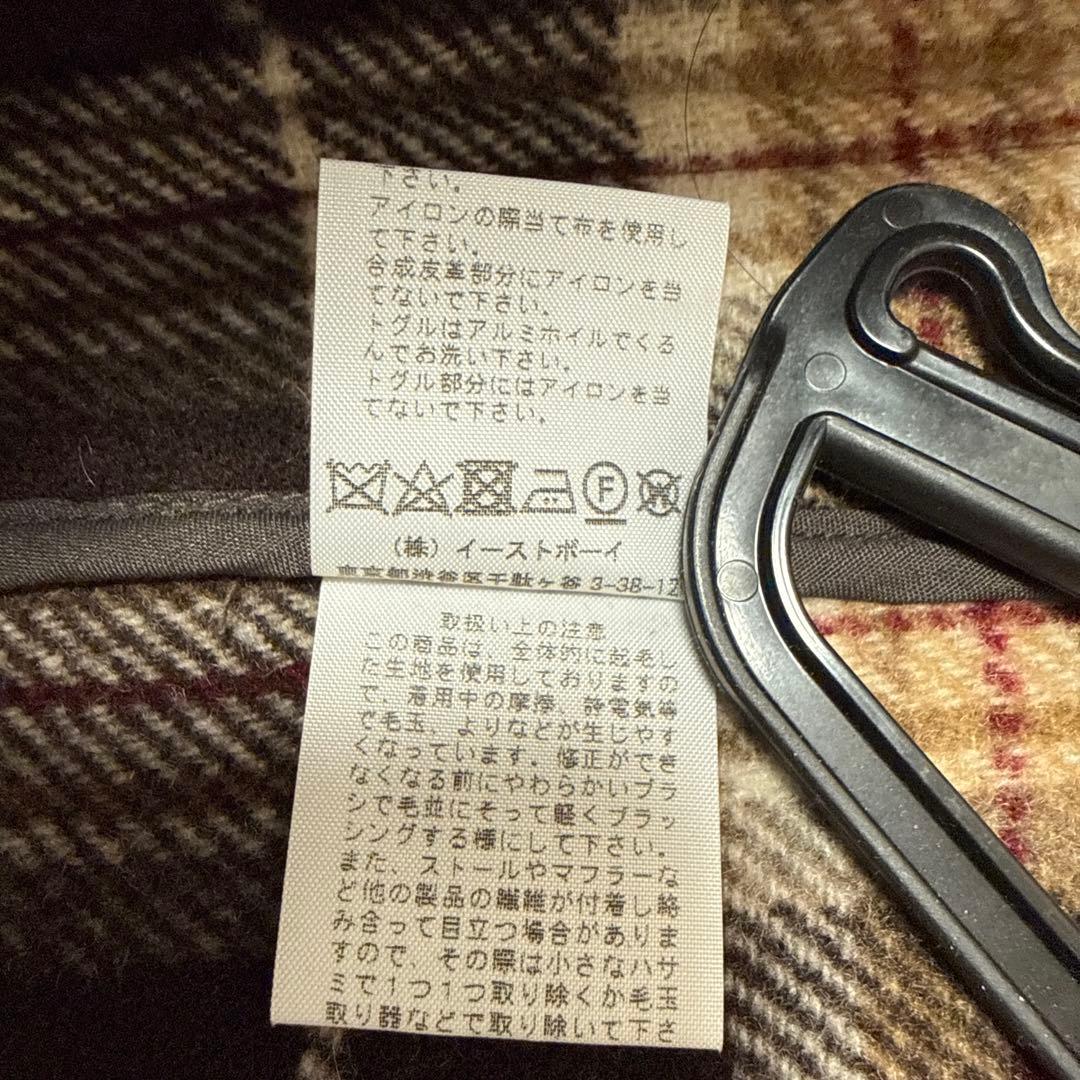 下さい。
アイロンの際当て布を使用し
て下さい。
合成皮革部分にアイロンを当
てないで下さい。
トグルはアルミホイルでくる
んでお洗い下さい。
トグル部分にはアイロンを当
てないで下さい。
F
（株）イーストボーイ
東京都渋谷区千駄ヶ谷 3-38-12
取扱い上の注意
この商品は、全体的に起毛し
た生地を使用しておりますの
で、着用中の摩擦、静電気等
で毛玉、よりなどが生じやす
くなっています。修正ができ
なくなる前にやわらかいブラ
シで毛並にそって軽くブラッ
シングする様にして下さい。
また、ストールやマフラーな
ど他の製品の繊維が付着し絡
み合って目立つ場合がありま
すので、その際は小さなハサ
ミで1つ1つ取り除くか毛玉
取り器などで取り除いて下さ